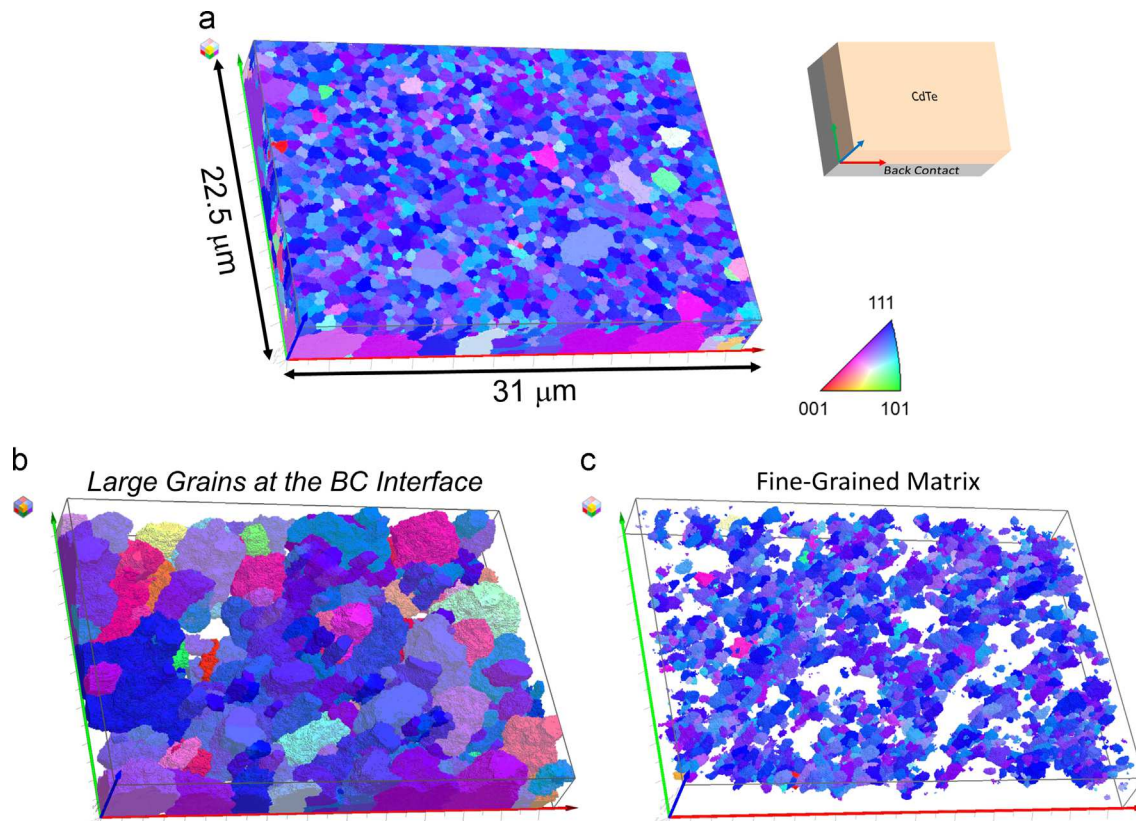 a
CdTe
Back Contact
22.5 μm
31 μm
111
001
101
b
Large Grains at the BC Interface
c
Fine-Grained Matrix